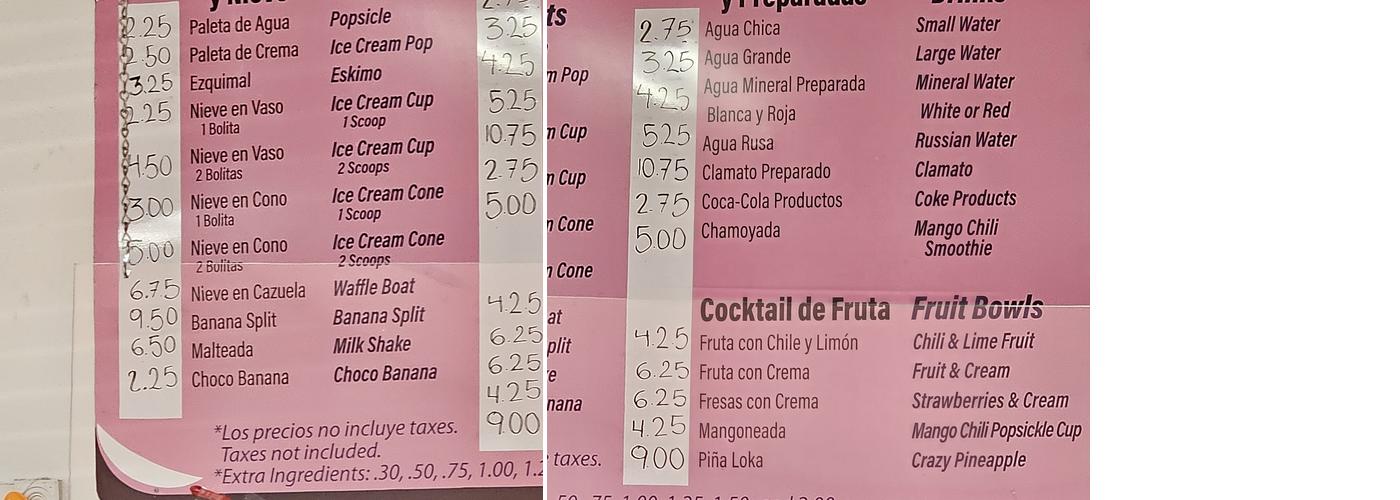 2.25 Paleta de Agua Popsicle
2.50 Paleta de Crema Ice Cream Pop
3.25 Ezquimal Eskimo
2.25 Nieve en Vaso Ice Cream Cup
1 Bolita 1 Scoop
4.50 Nieve en Vaso Ice Cream Cup
2 Bolitas 2 Scoops
3.00 Nieve en Cono Ice Cream Cone
1 Bolita 1 Scoop
5.00 Nieve en Cono Ice Cream Cone
2 Bolitas 2 Scoops
6.75 Nieve en Cazuela Waffle Boat
9.50 Banana Split Banana Split
6.50 Malteada Milk Shake
2.25 Choco Banana Choco Banana
*Los precios no incluye taxes.
Taxes not included.
*Extra Ingredients: .30, .50, .75, 1.00,
3.25
4.25
5.25
10.75
2.75
5.00
4.25
6.25
6.25
4.25
9.00
Pop
Cup
Cup
Cone
Cone
taxes.
y Preparadas Drinks
2.75 Agua Chica Small Water
3.25 Agua Grande Large Water
4.25 Agua Mineral Preparada Mineral Water
Blanca y Roja White or Red
5.25 Agua Rusa Russian Water
10.75 Clamato Preparado Clamato
2.75 Coca-Cola Productos Coke Products
5.00 Chamoyada Mango Chili
Smoothie
Cocktail de Fruta Fruit Bowls
4.25 Fruta con Chile y Limón Chili & Lime Fruit
6.25 Fruta con Crema Fruit & Cream
6.25 Fresas con Crema Strawberries & Cream
4.25 Mangoneada Mango Chili Popsickle Cup
9.00 Piña Loka Crazy Pineapple